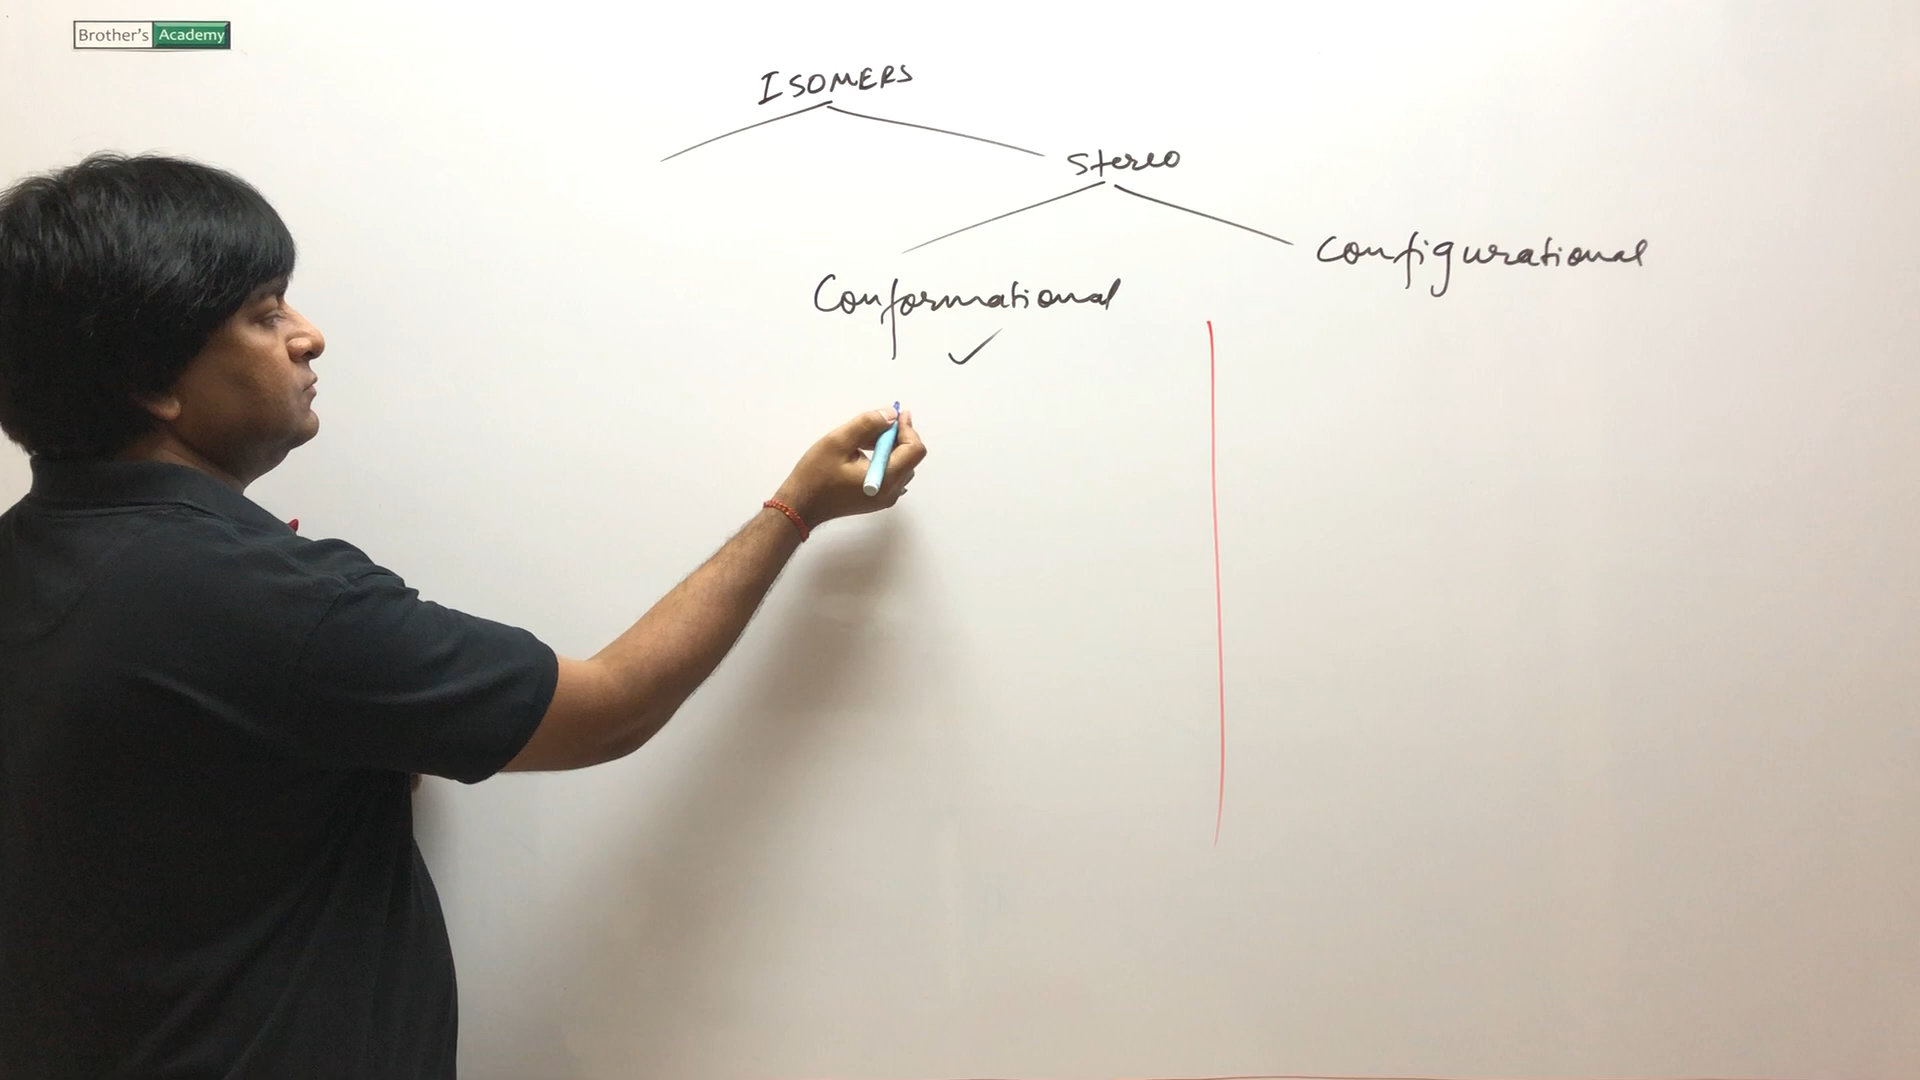 Brother's Academy
ISOMERS
Stereo
Configurational
Conformational